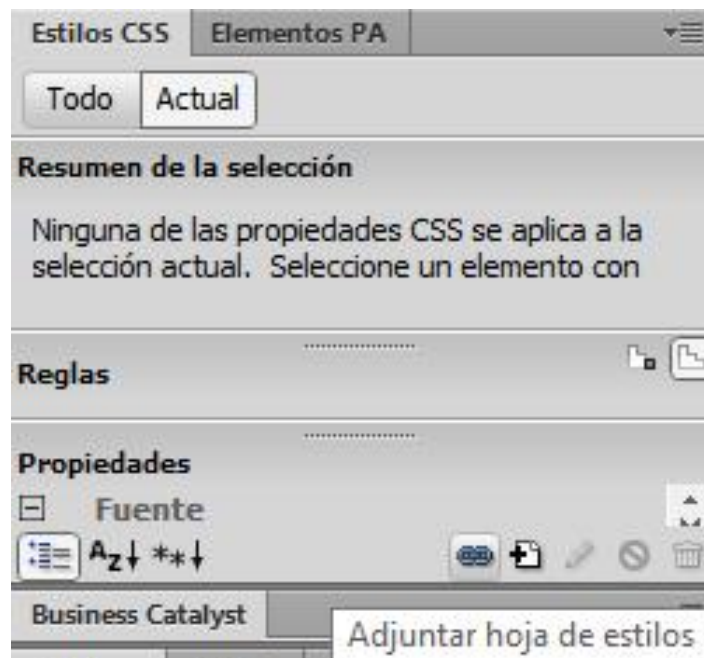 Estilos CSS Elementos PA
Todo Actual
Resumen de la selección
Ninguna de las propiedades CSS se aplica a la
selección actual. Seleccione un elemento con
Reglas
Propiedades
Fuente
Az↓ **↓
Business Catalyst
Adjuntar hoja de estilos